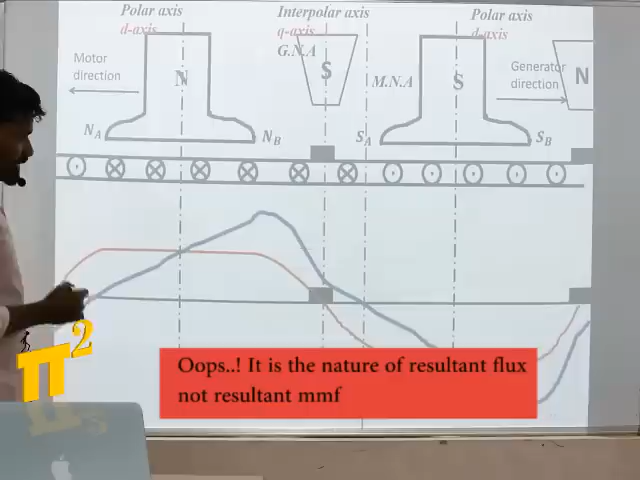 Polar axis
Interpolar axis
Polar axis
d-axis
q-axis
d-axis
G.N.A
Motor
direction
N
S
M.N.A
S
Generator
direction
N
N_A
N_B
S_A
S_B
π²
Oops..! It is the nature of resultant flux
not resultant mmf